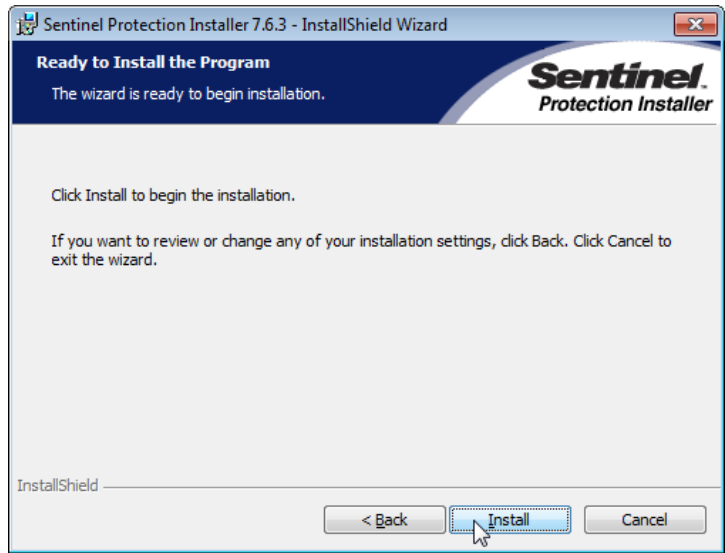 Sentinel Protection Installer 7.6.3 - InstallShield Wizard
Ready to Install the Program
The wizard is ready to begin installation.
Sentinel.
Protection Installer
Click Install to begin the installation.
If you want to review or change any of your installation settings, click Back. Click Cancel to
exit the wizard.
InstallShield
< Back
Install
Cancel